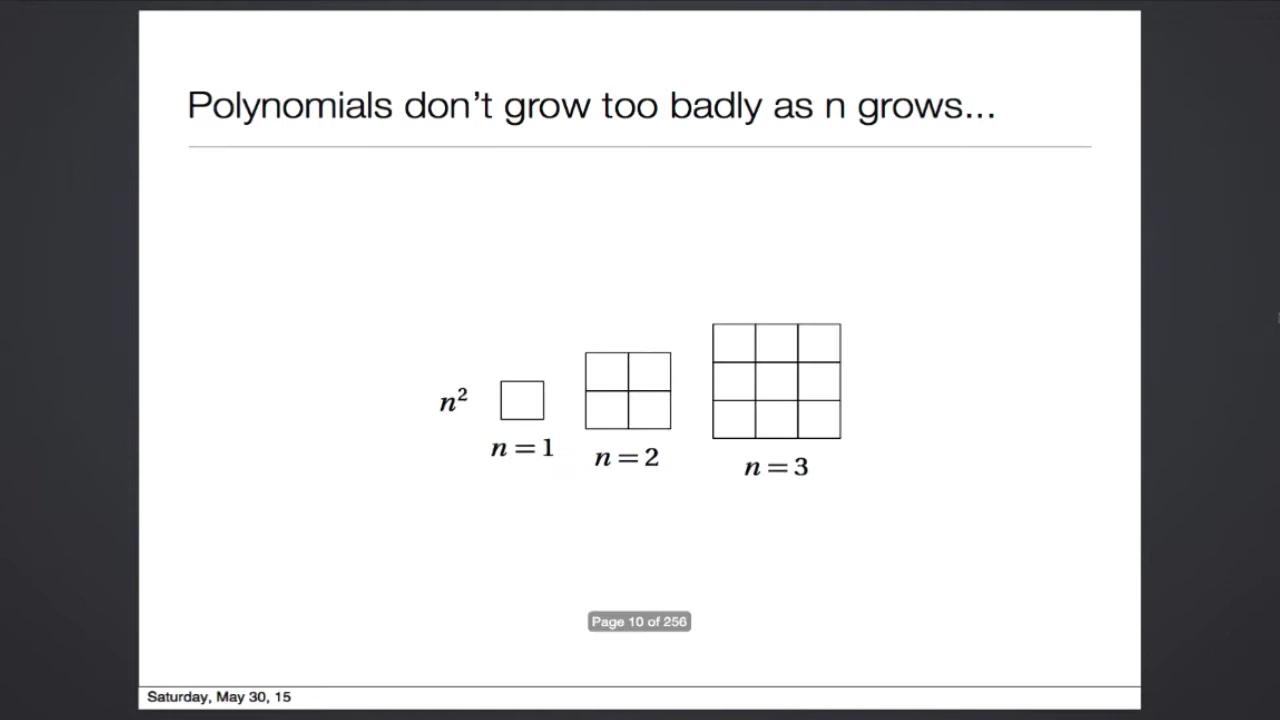 Polynomials don't grow too badly as n grows...
n²
n = 1
n = 2
n = 3
Page 10 of 256
Saturday, May 30, 15